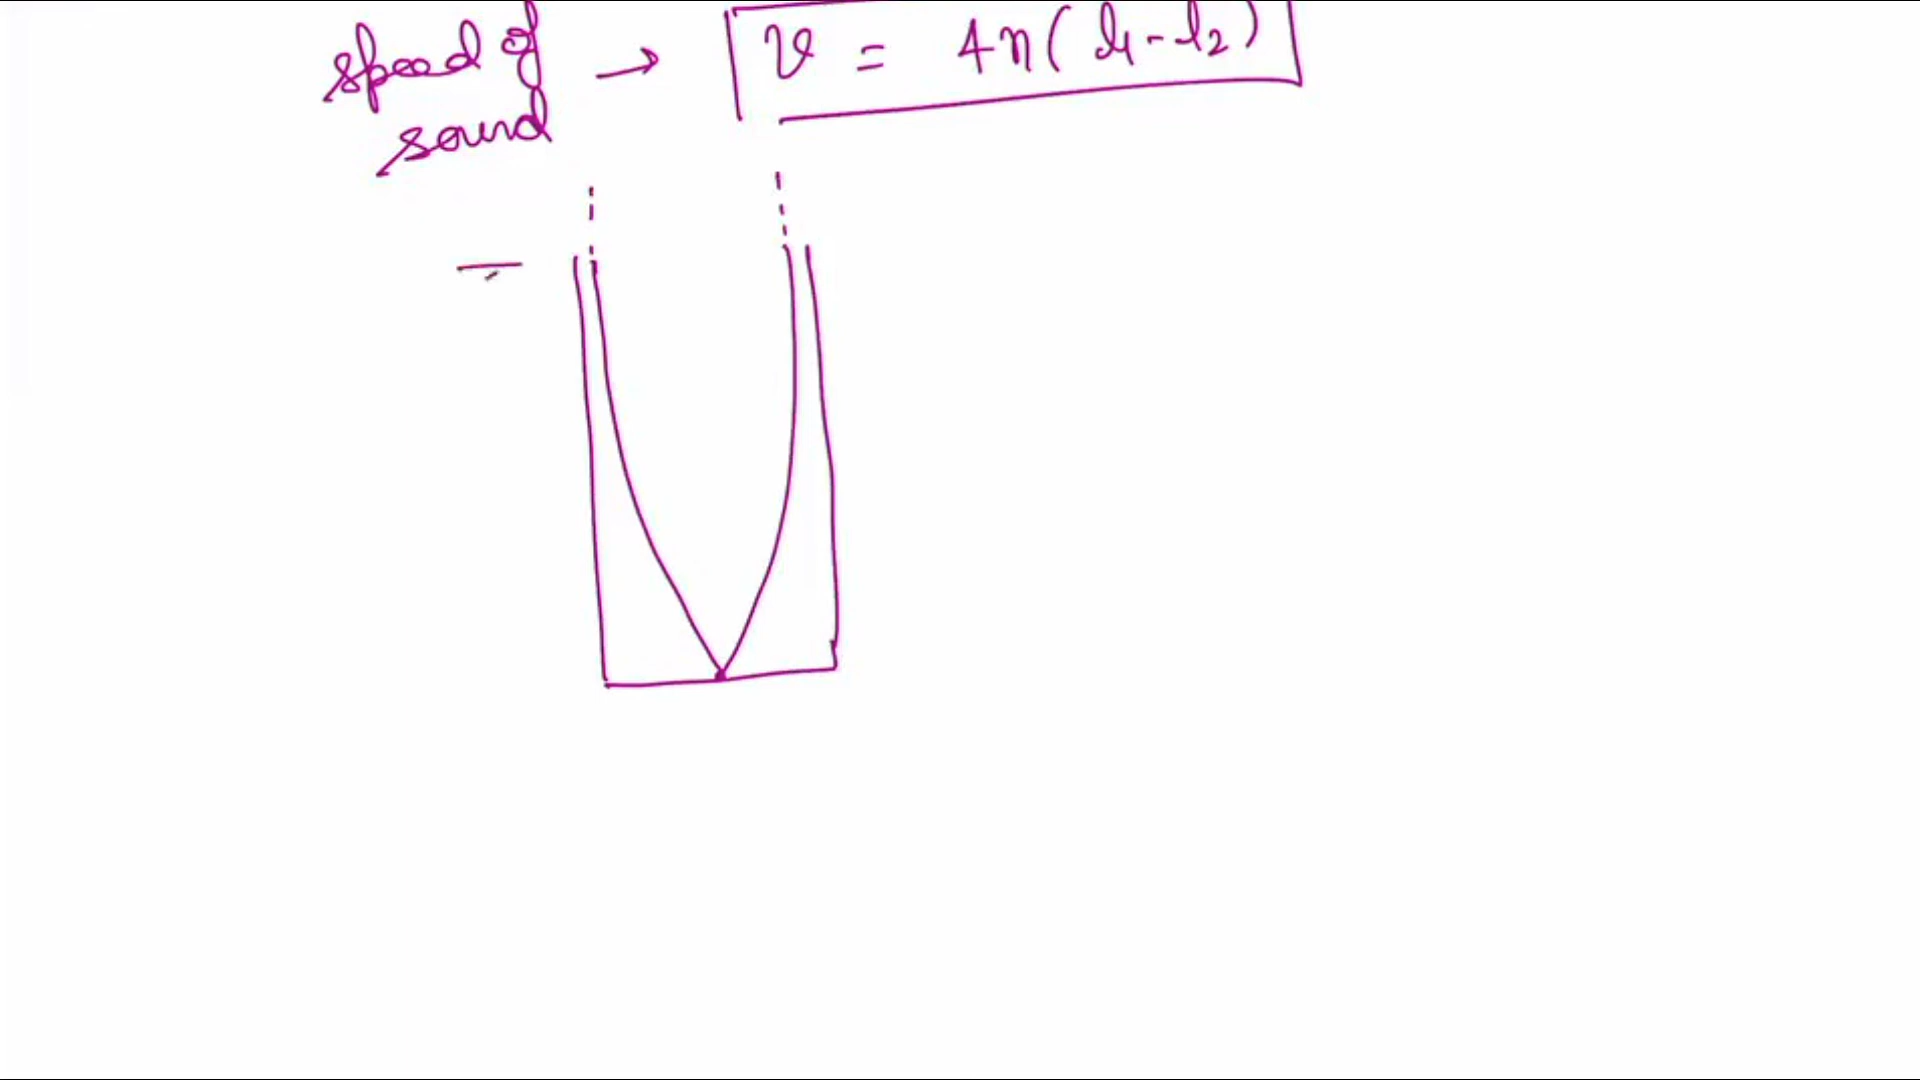 speed of → v = 4n( l1 - l2 )
sound